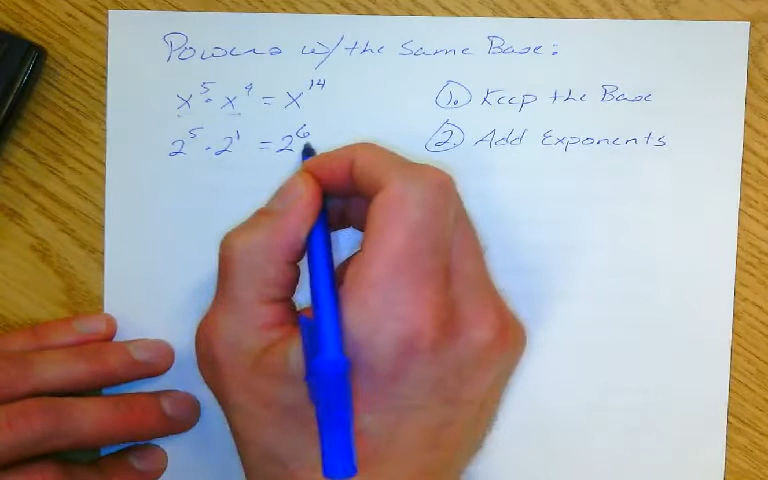 Powers w/ the Same Base:
x⁵ · x⁹ = x¹⁴
① Keep the Base
2⁵ · 2¹ = 2⁶
② Add Exponents